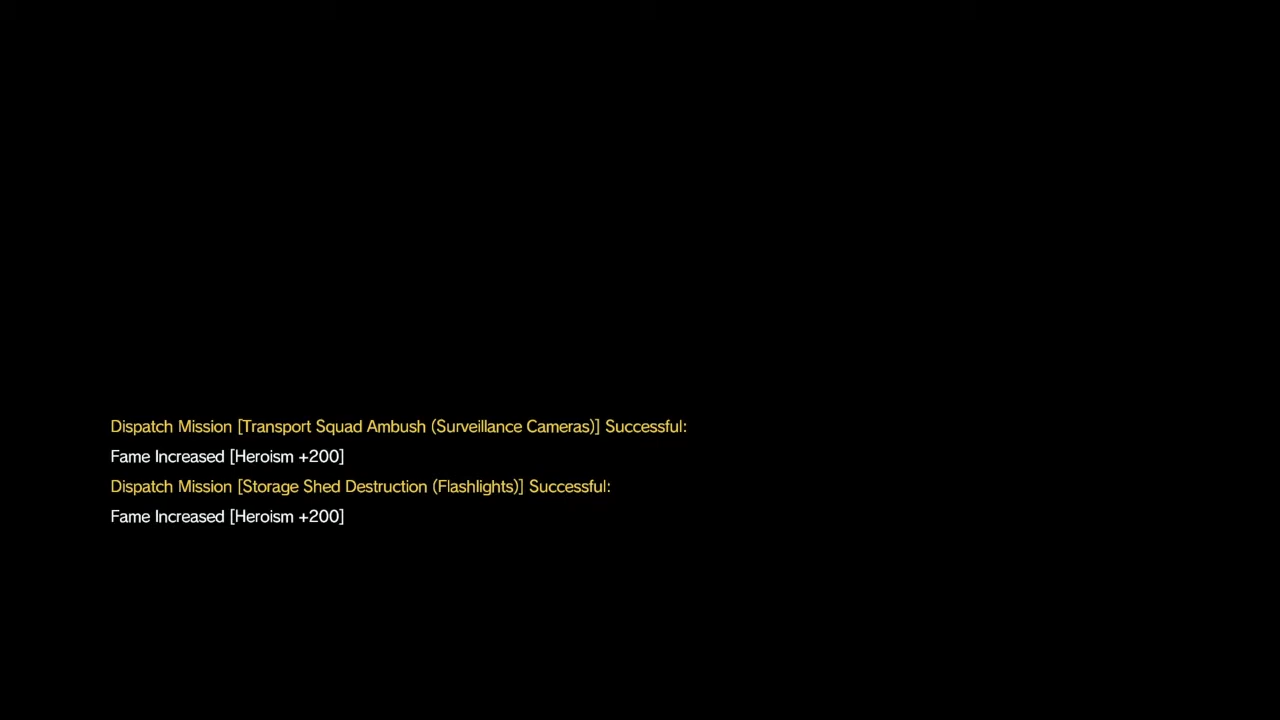 Dispatch Mission [Transport Squad Ambush (Surveillance Cameras)] Successful:
Fame Increased [Heroism +200]
Dispatch Mission [Storage Shed Destruction (Flashlights)] Successful:
Fame Increased [Heroism +200]